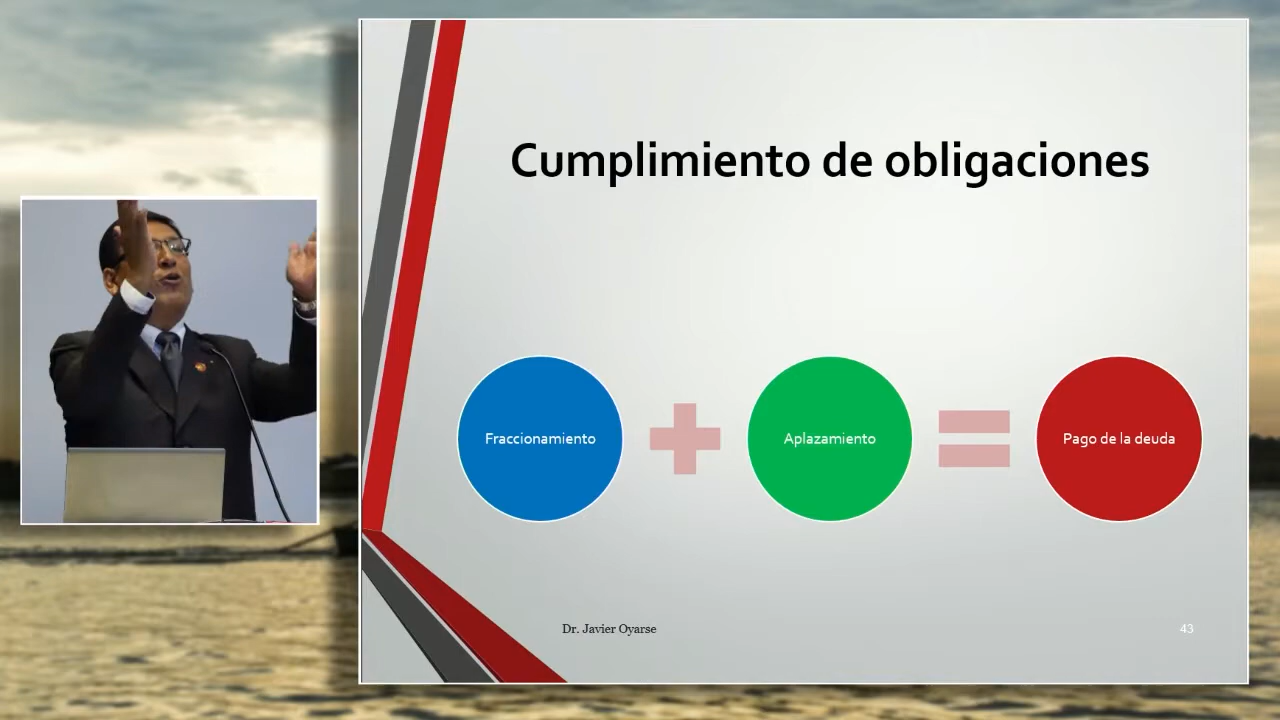 Cumplimiento de obligaciones
Fraccionamiento
Aplazamiento
Pago de la deuda
Dr. Javier Oyarse
43